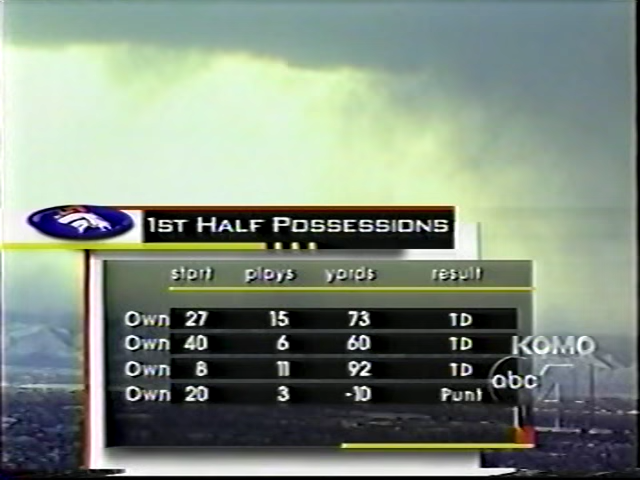 1ST HALF POSSESSIONS
start plays yards result
Own 27 15 73 TD
Own 40 6 60 TD
Own 8 11 92 TD
Own 20 3 -10 Punt
KOMO
abc 4